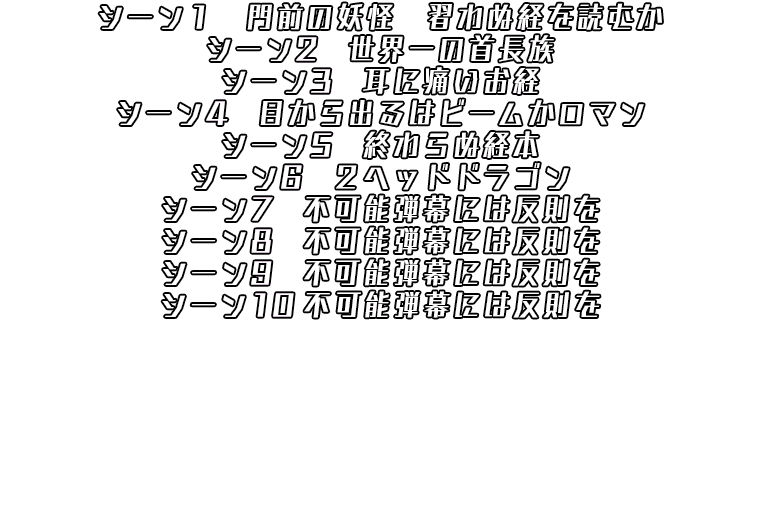 シーン1　門前の妖怪　習わぬ経を読むか
シーン2　世界一の首長族
シーン3　耳に痛いお経
シーン4　目から出るはビームかロマン
シーン5　終わらぬ経本
シーン6　2ヘッドドラゴン
シーン7　不可能弾幕には反則を
シーン8　不可能弾幕には反則を
シーン9　不可能弾幕には反則を
シーン10 不可能弾幕には反則を